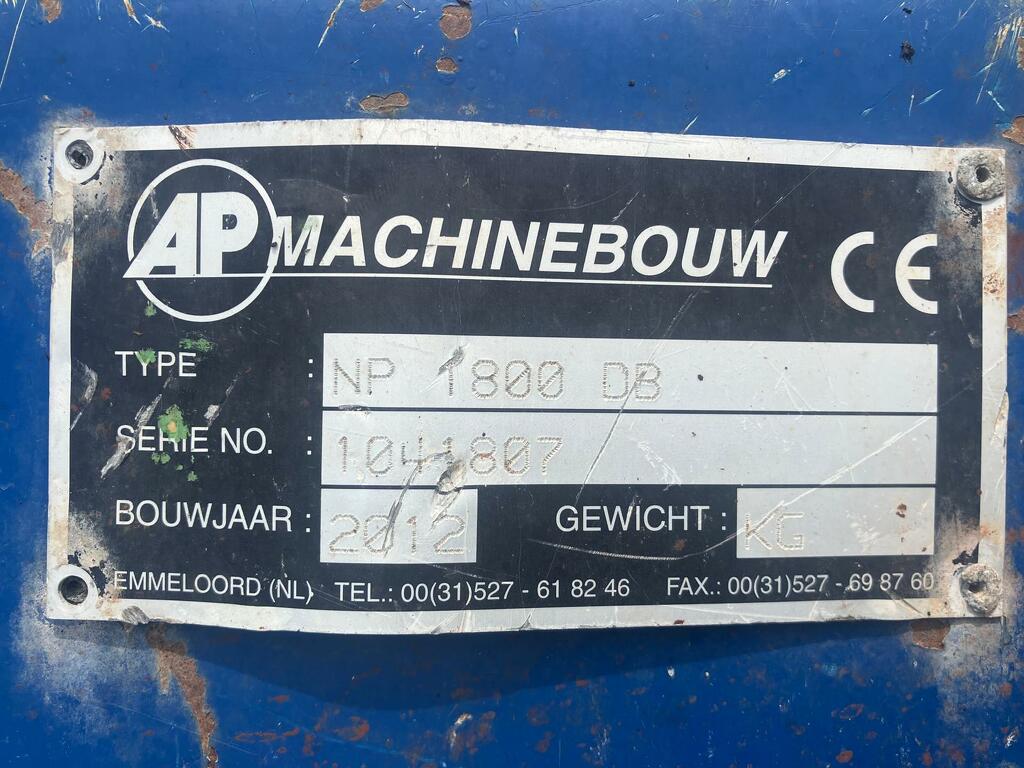 AP MACHINEBOUW CE
TYPE : NP 1800 DB
SERIE NO. : 1041807
BOUWJAAR : 2012 GEWICHT : KG
EMMELOORD (NL) TEL.: 00(31)527 - 61 82 46 FAX.: 00(31)527 - 69 87 60